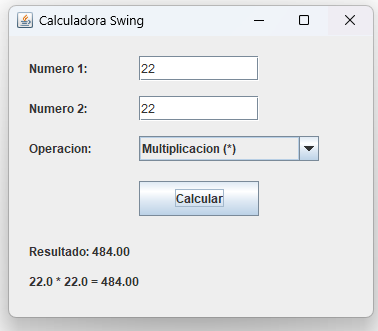 Calculadora Swing
Numero 1: 22
Numero 2: 22
Operacion: Multiplicacion (*)
Calcular
Resultado: 484.00
22.0 * 22.0 = 484.00